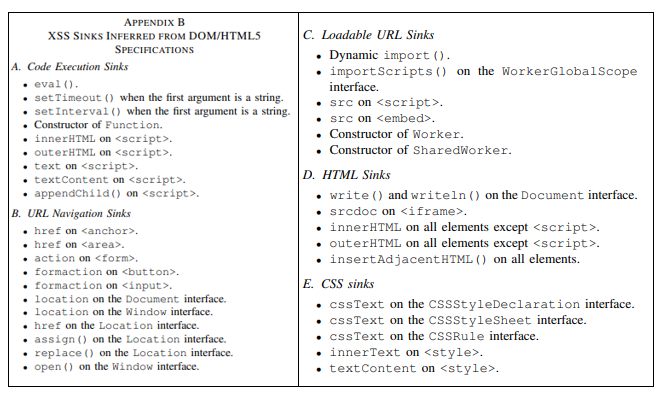 APPENDIX B
XSS SINKS INFERRED FROM DOM/HTML5
SPECIFICATIONS
A. Code Execution Sinks
• eval().
• setTimeout() when the first argument is a string.
• setInterval() when the first argument is a string.
• Constructor of Function.
• innerHTML on <script>.
• outerHTML on <script>.
• text on <script>.
• textContent on <script>.
• appendChild() on <script>.
B. URL Navigation Sinks
• href on <anchor>.
• href on <area>.
• action on <form>.
• formaction on <button>.
• formaction on <input>.
• location on the Document interface.
• location on the Window interface.
• href on the Location interface.
• assign() on the Location interface.
• replace() on the Location interface.
• open() on the Window interface.
C. Loadable URL Sinks
• Dynamic import().
• importScripts() on the WorkerGlobalScope
interface.
• src on <script>.
• src on <embed>.
• Constructor of Worker.
• Constructor of SharedWorker.
D. HTML Sinks
• write() and writeln() on the Document interface.
• srcdoc on <iframe>.
• innerHTML on all elements except <script>.
• outerHTML on all elements except <script>.
• insertAdjacentHTML() on all elements.
E. CSS sinks
• cssText on the CSSStyleDeclaration interface.
• cssText on the CSSStyleSheet interface.
• cssText on the CSSRule interface.
• innerText on <style>.
• textContent on <style>.